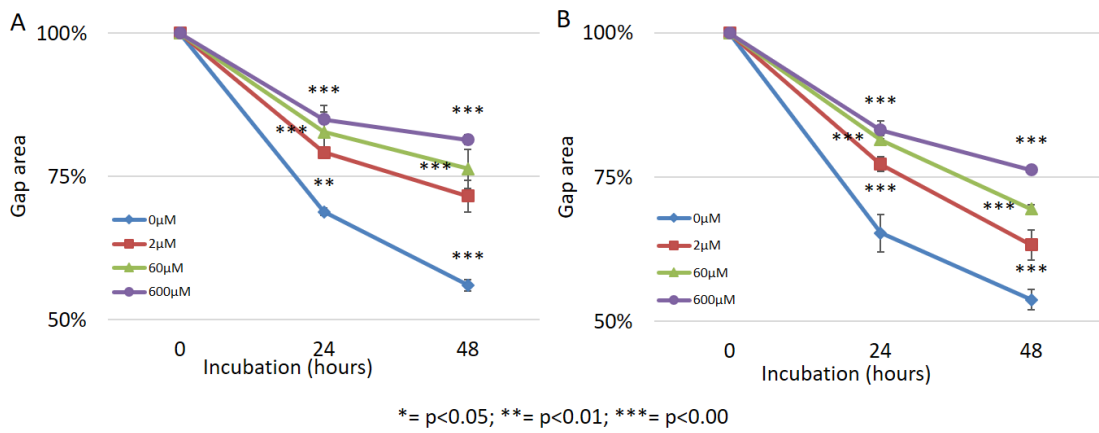 A
100%
75%
50%
Gap area
***
***
***
***
**
***
0µM
2µM
60µM
600µM
0
24
48
Incubation (hours)
B
100%
75%
50%
Gap area
***
***
***
***
***
***
0µM
2µM
60µM
600µM
0
24
48
Incubation (hours)
*= p<0.05; **= p<0.01; ***= p<0.00